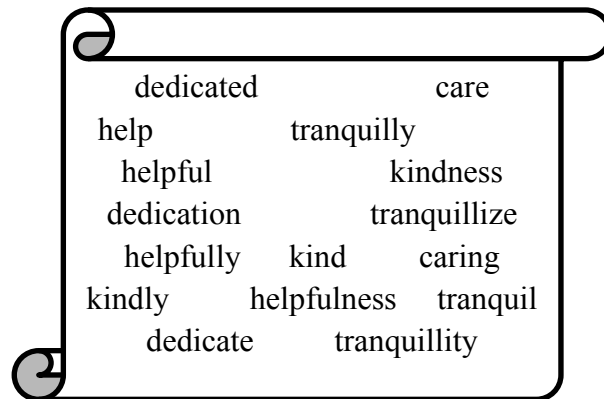 dedicated care
help tranquilly
helpful kindness
dedication tranquillize
helpfully kind caring
kindly helpfulness tranquil
dedicate tranquillity